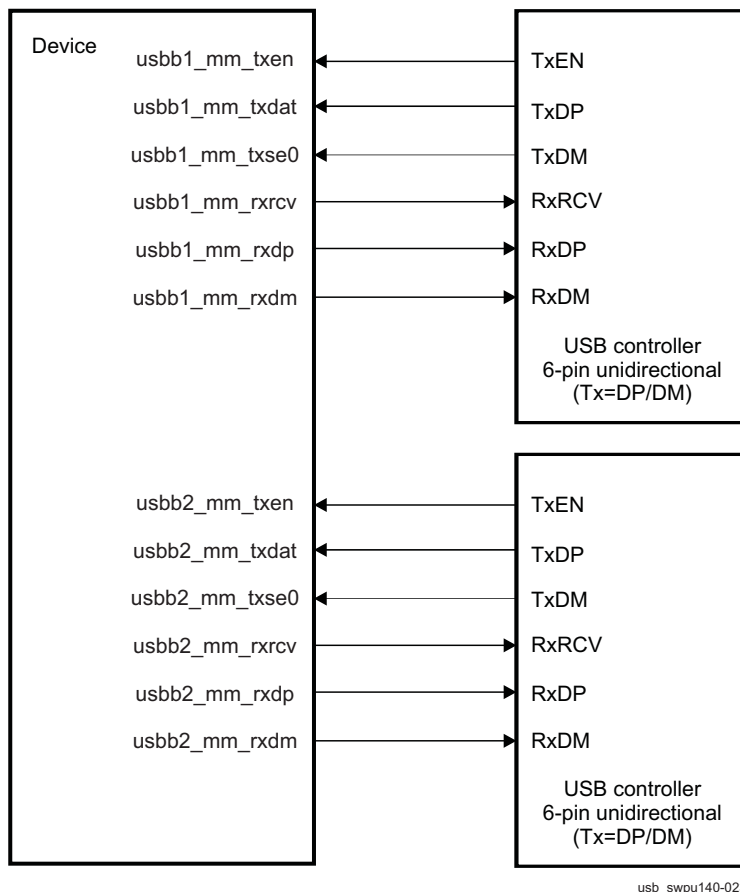 Device
usbb1_mm_txen
TxEN
usbb1_mm_txdat
TxDP
usbb1_mm_txse0
TxDM
usbb1_mm_rxrcv
RxRCV
usbb1_mm_rxdp
RxDP
usbb1_mm_rxdm
RxDM
USB controller
6-pin unidirectional
(Tx=DP/DM)
usbb2_mm_txen
TxEN
usbb2_mm_txdat
TxDP
usbb2_mm_txse0
TxDM
usbb2_mm_rxrcv
RxRCV
usbb2_mm_rxdp
RxDP
usbb2_mm_rxdm
RxDM
USB controller
6-pin unidirectional
(Tx=DP/DM)
usb_swpu140-02